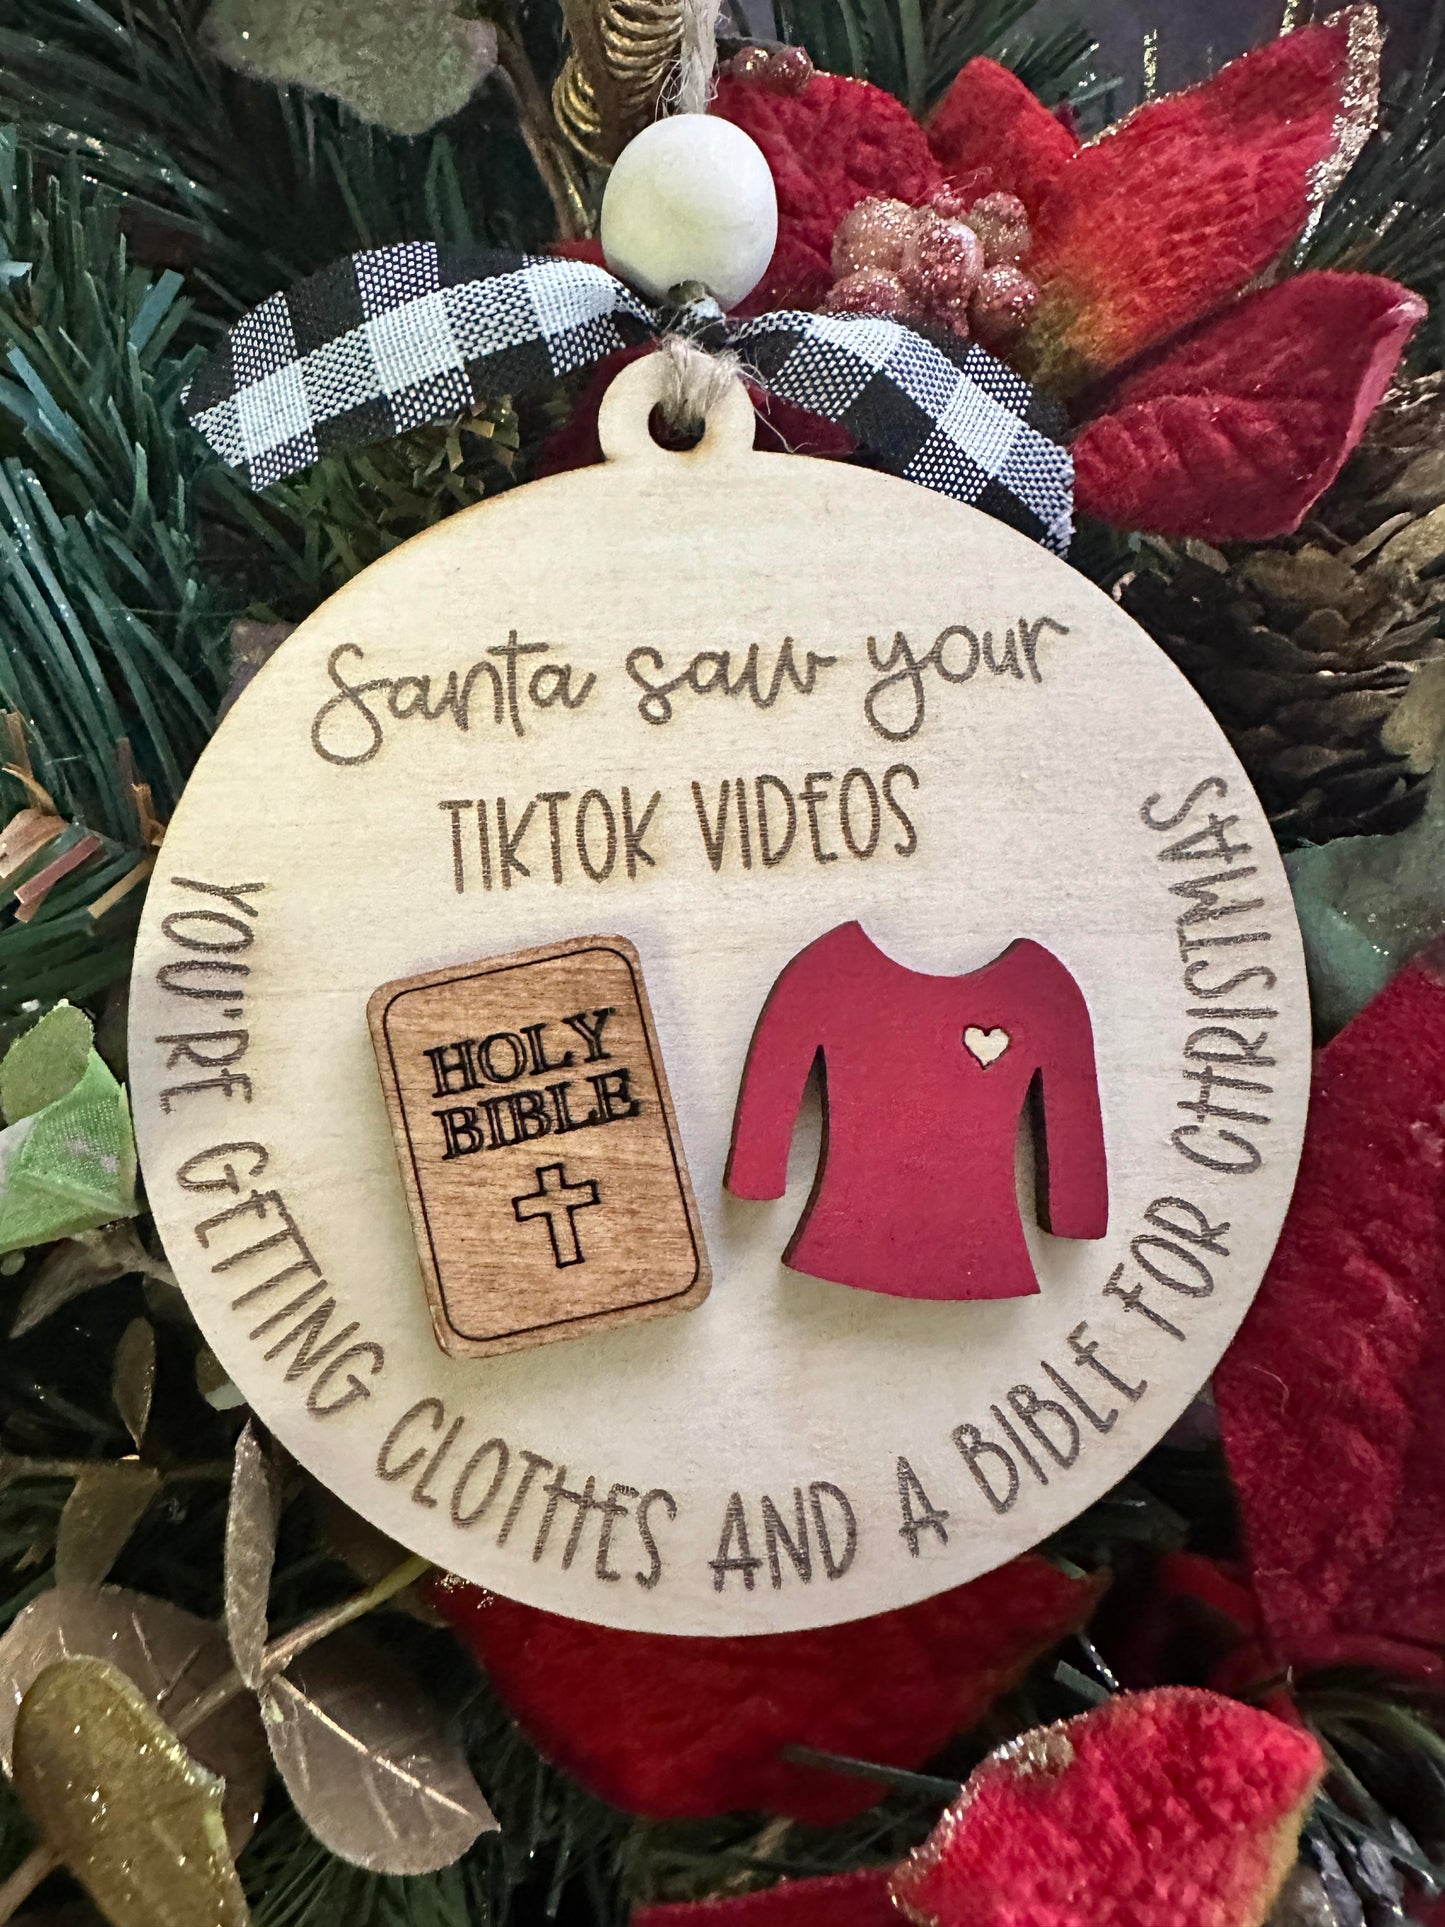 Santa saw your
TIKTOK VIDEOS
HOLY
BIBLE
YOU'RE GETTING CLOTHES AND A BIBLE FOR CHRISTMAS